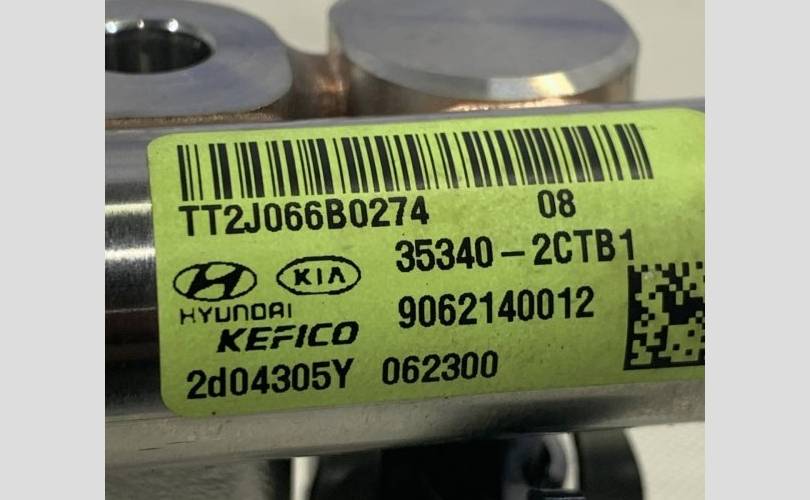 TT2J066B0274 08
35340-2CTB1
HYUNDAI KIA
9062140012
KEFICO
2d04305Y 062300